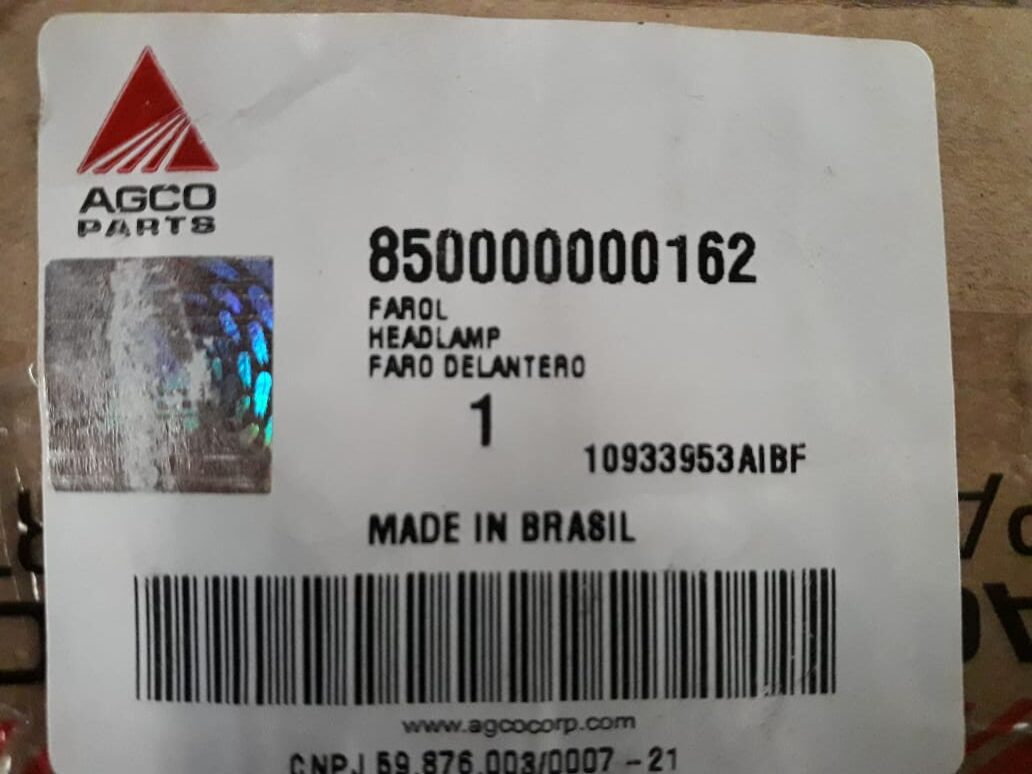 AGCO
PARTS
850000000162
FAROL
HEADLAMP
FARO DELANTERO
1
10933953AIBF
MADE IN BRASIL
www.agcocorp.com
CNPJ 59.876.003/0007-21